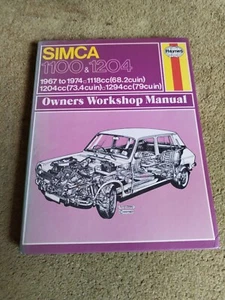 SIMCA
1100 & 1204
1967 to 1974 □ 1118cc (68.2cu in)
1204cc (73.4cu in) □ 1294cc (79cu in)
Haynes
Owners Workshop Manual